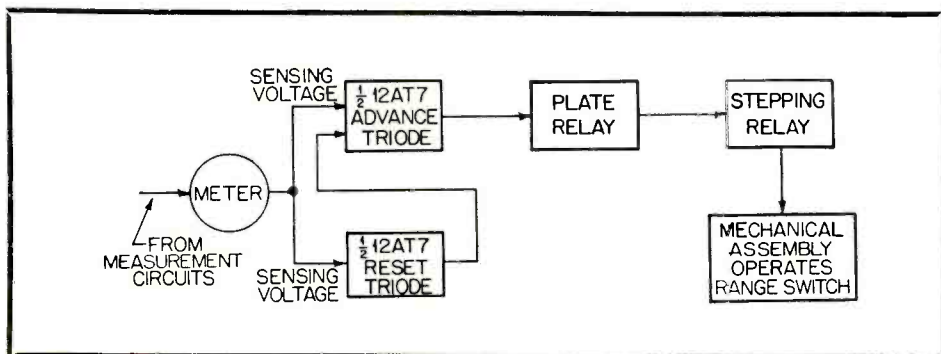 SENSING
VOLTAGE
½ 12AT7
ADVANCE
TRIODE
PLATE
RELAY
STEPPING
RELAY
METER
FROM
MEASUREMENT
CIRCUITS
SENSING
VOLTAGE
½ 12AT7
RESET
TRIODE
MECHANICAL
ASSEMBLY
OPERATES
RANGE SWITCH